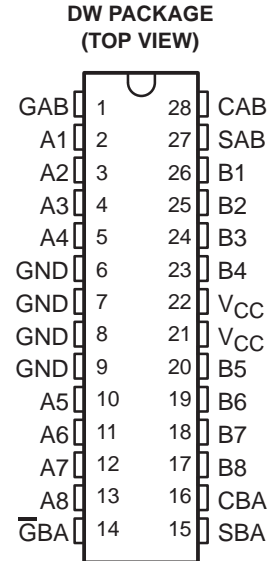 DW PACKAGE
(TOP VIEW)
GAB 1 28 CAB
A1 2 27 SAB
A2 3 26 B1
A3 4 25 B2
A4 5 24 B3
GND 6 23 B4
GND 7 22 VCC
GND 8 21 VCC
GND 9 20 B5
A5 10 19 B6
A6 11 18 B7
A7 12 17 B8
A8 13 16 CBA
G̅BA 14 15 SBA